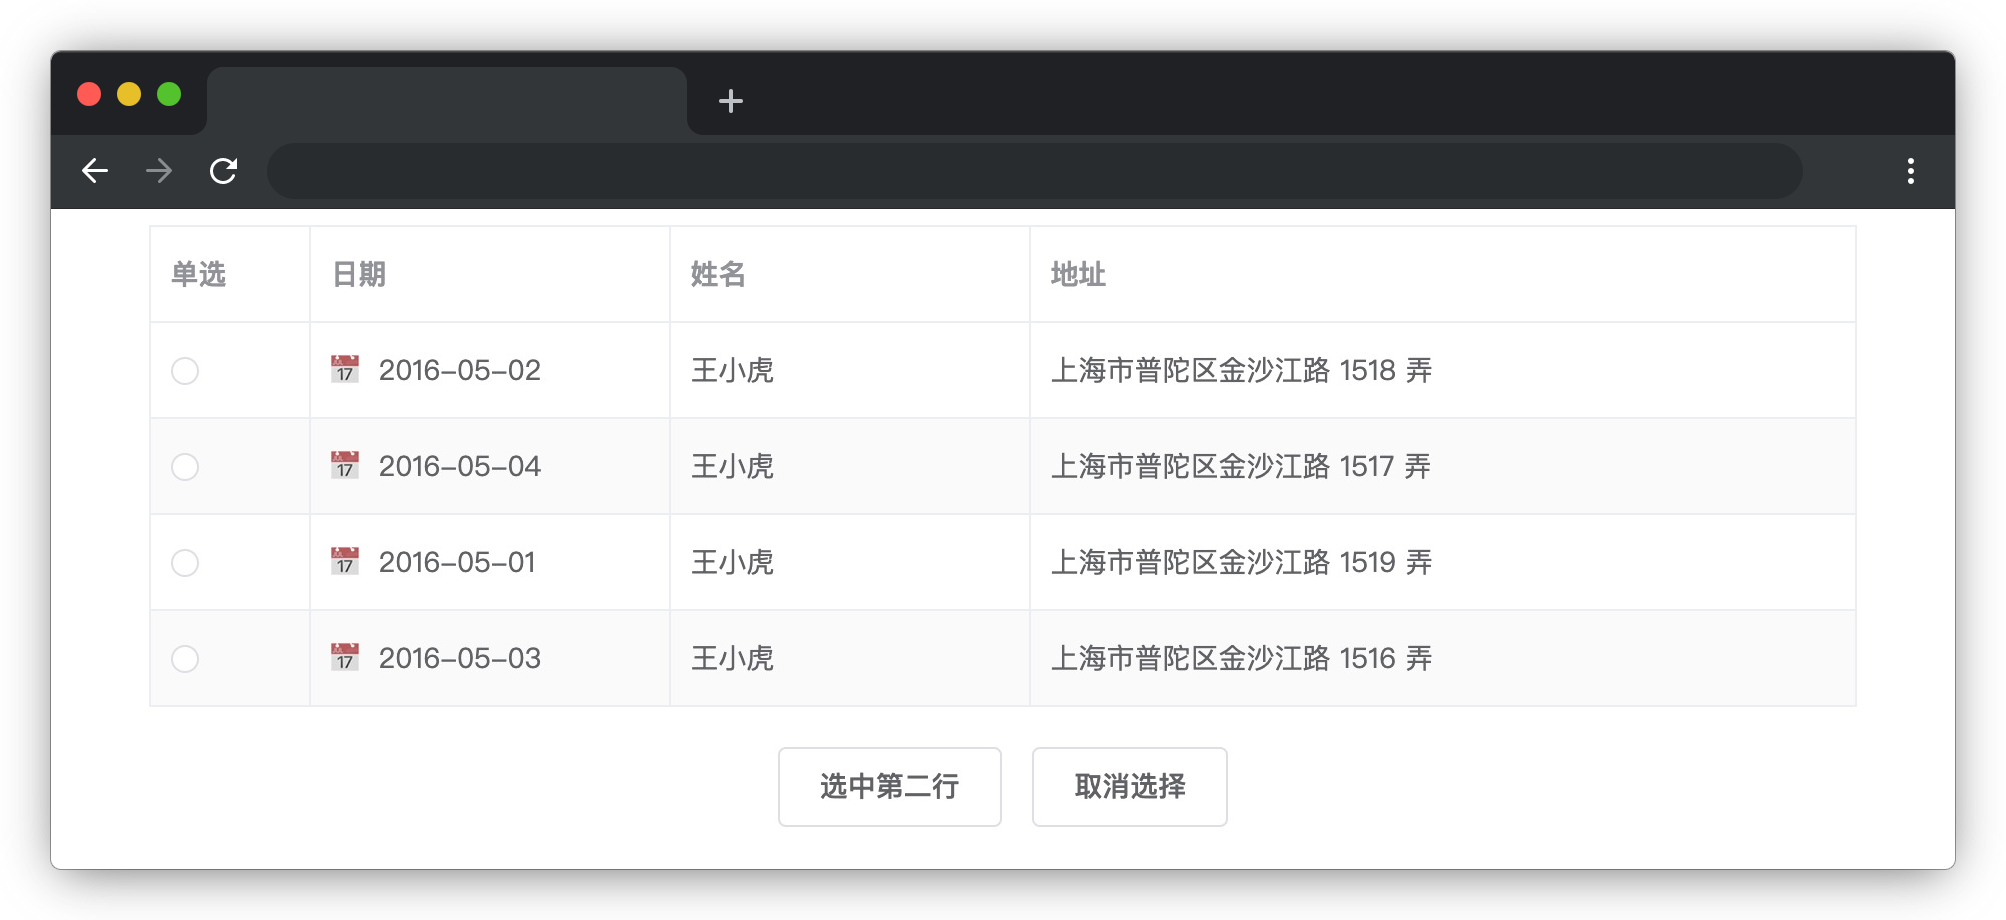 单选 日期 姓名 地址
17 2016-05-02 王小虎 上海市普陀区金沙江路 1518 弄
17 2016-05-04 王小虎 上海市普陀区金沙江路 1517 弄
17 2016-05-01 王小虎 上海市普陀区金沙江路 1519 弄
17 2016-05-03 王小虎 上海市普陀区金沙江路 1516 弄
选中第二行 取消选择